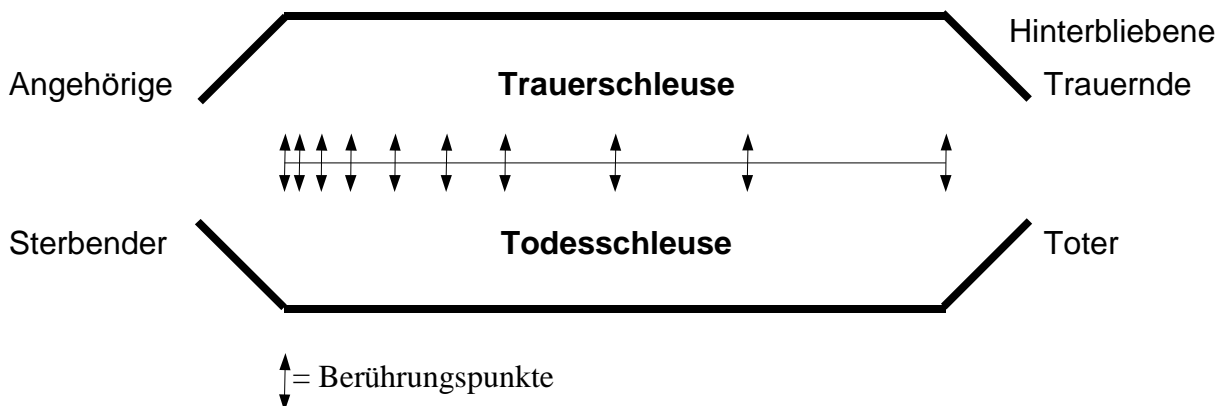 Hinterbliebene
Angehörige Trauerschleuse Trauernde
Sterbender Todesschleuse Toter
= Berührungspunkte